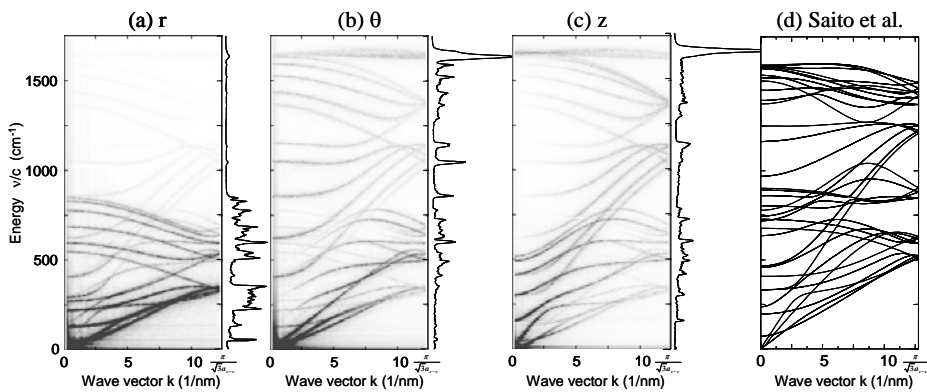 (a) r (b) θ (c) z (d) Saito et al.
Energy ν/c (cm⁻¹)
1500
1000
500
0
0 5 10
0 5 10
0 5 10
0 5 10
Wave vector k (1/nm) Wave vector k (1/nm) Wave vector k (1/nm) Wave vector k (1/nm)